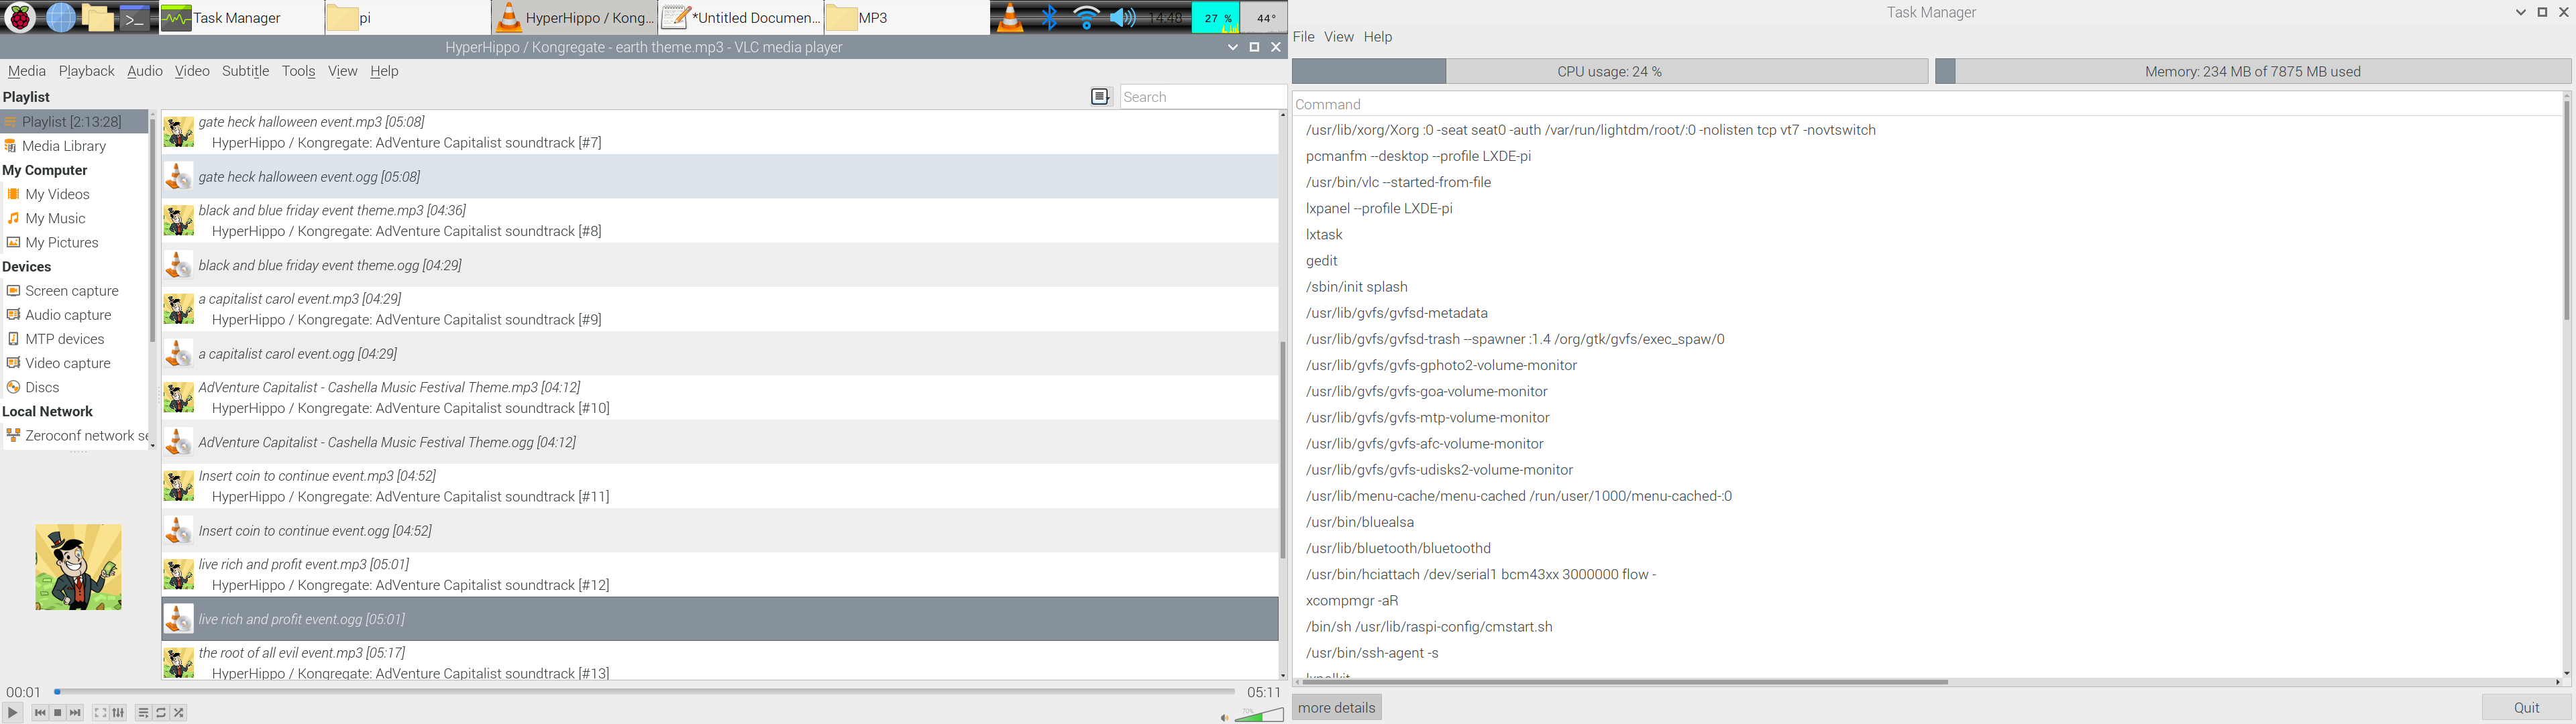 Task Manager
pi
HyperHippo / Kong...
*Untitled Documen...
MP3
14:48
27 %
44°
HyperHippo / Kongregate - earth theme.mp3 - VLC media player
Media Playback Audio Video Subtitle Tools View Help
Playlist
Search
Playlist [2:13:28]
Media Library
My Computer
My Videos
My Music
My Pictures
Devices
Screen capture
Audio capture
MTP devices
Video capture
Discs
Local Network
Zeroconf network se
gate heck halloween event.mp3 [05:08]
HyperHippo / Kongregate: AdVenture Capitalist soundtrack [#7]
gate heck halloween event.ogg [05:08]
black and blue friday event theme.mp3 [04:36]
HyperHippo / Kongregate: AdVenture Capitalist soundtrack [#8]
black and blue friday event theme.ogg [04:29]
a capitalist carol event.mp3 [04:29]
HyperHippo / Kongregate: AdVenture Capitalist soundtrack [#9]
a capitalist carol event.ogg [04:29]
AdVenture Capitalist - Cashella Music Festival Theme.mp3 [04:12]
HyperHippo / Kongregate: AdVenture Capitalist soundtrack [#10]
AdVenture Capitalist - Cashella Music Festival Theme.ogg [04:12]
Insert coin to continue event.mp3 [04:52]
HyperHippo / Kongregate: AdVenture Capitalist soundtrack [#11]
Insert coin to continue event.ogg [04:52]
live rich and profit event.mp3 [05:01]
HyperHippo / Kongregate: AdVenture Capitalist soundtrack [#12]
live rich and profit event.ogg [05:01]
the root of all evil event.mp3 [05:17]
HyperHippo / Kongregate: AdVenture Capitalist soundtrack [#13]
00:01
05:11
70%
Task Manager
File View Help
CPU usage: 24 %
Memory: 234 MB of 7875 MB used
Command
/usr/lib/xorg/Xorg :0 -seat seat0 -auth /var/run/lightdm/root/:0 -nolisten tcp vt7 -novtswitch
pcmanfm --desktop --profile LXDE-pi
/usr/bin/vlc --started-from-file
lxpanel --profile LXDE-pi
lxtask
gedit
/sbin/init splash
/usr/lib/gvfs/gvfsd-metadata
/usr/lib/gvfs/gvfsd-trash --spawner :1.4 /org/gtk/gvfs/exec_spaw/0
/usr/lib/gvfs/gvfs-gphoto2-volume-monitor
/usr/lib/gvfs/gvfs-goa-volume-monitor
/usr/lib/gvfs/gvfs-mtp-volume-monitor
/usr/lib/gvfs/gvfs-afc-volume-monitor
/usr/lib/gvfs/gvfs-udisks2-volume-monitor
/usr/lib/menu-cache/menu-cached /run/user/1000/menu-cached-:0
/usr/bin/bluealsa
/usr/lib/bluetooth/bluetoothd
/usr/bin/hciattach /dev/serial1 bcm43xx 3000000 flow -
xcompmgr -aR
/bin/sh /usr/lib/raspi-config/cmstart.sh
/usr/bin/ssh-agent -s
more details
Quit